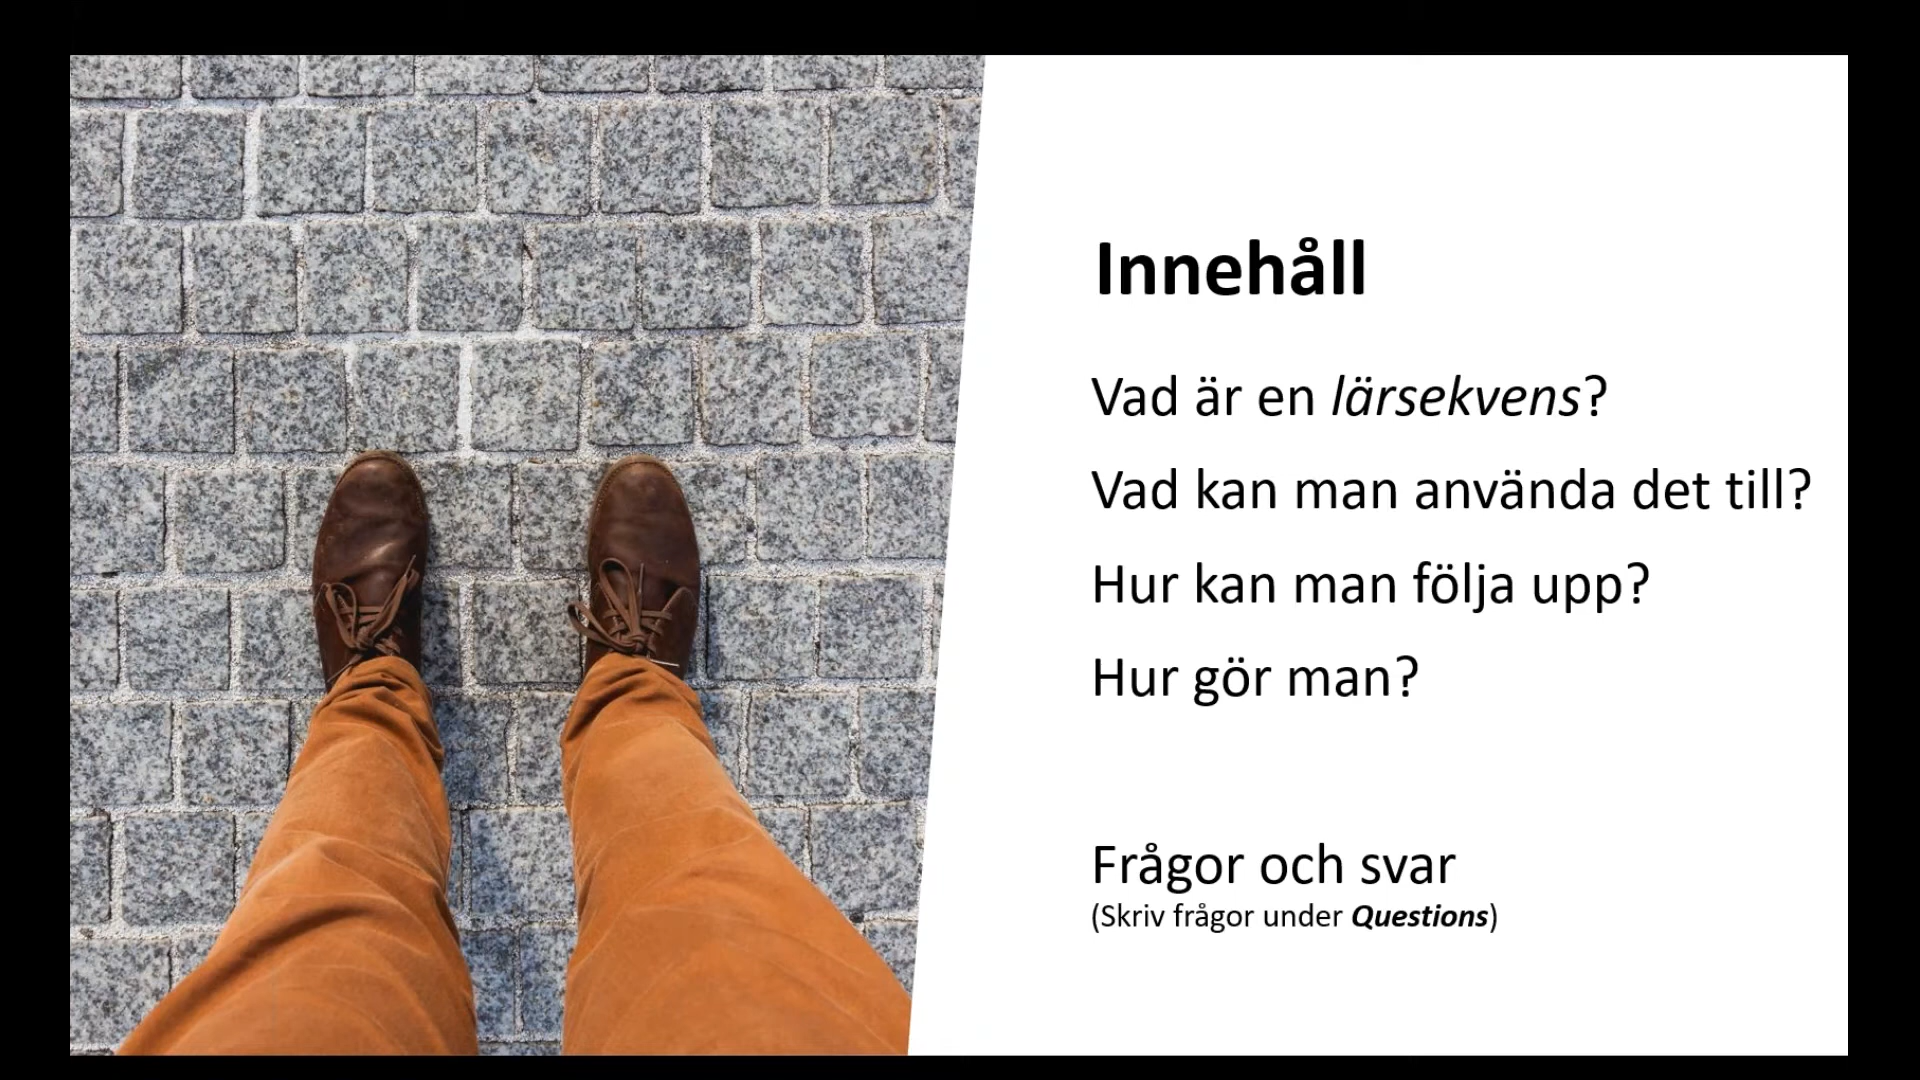 Innehåll
Vad är en lärsekvens?
Vad kan man använda det till?
Hur kan man följa upp?
Hur gör man?
Frågor och svar
(Skriv frågor under Questions)